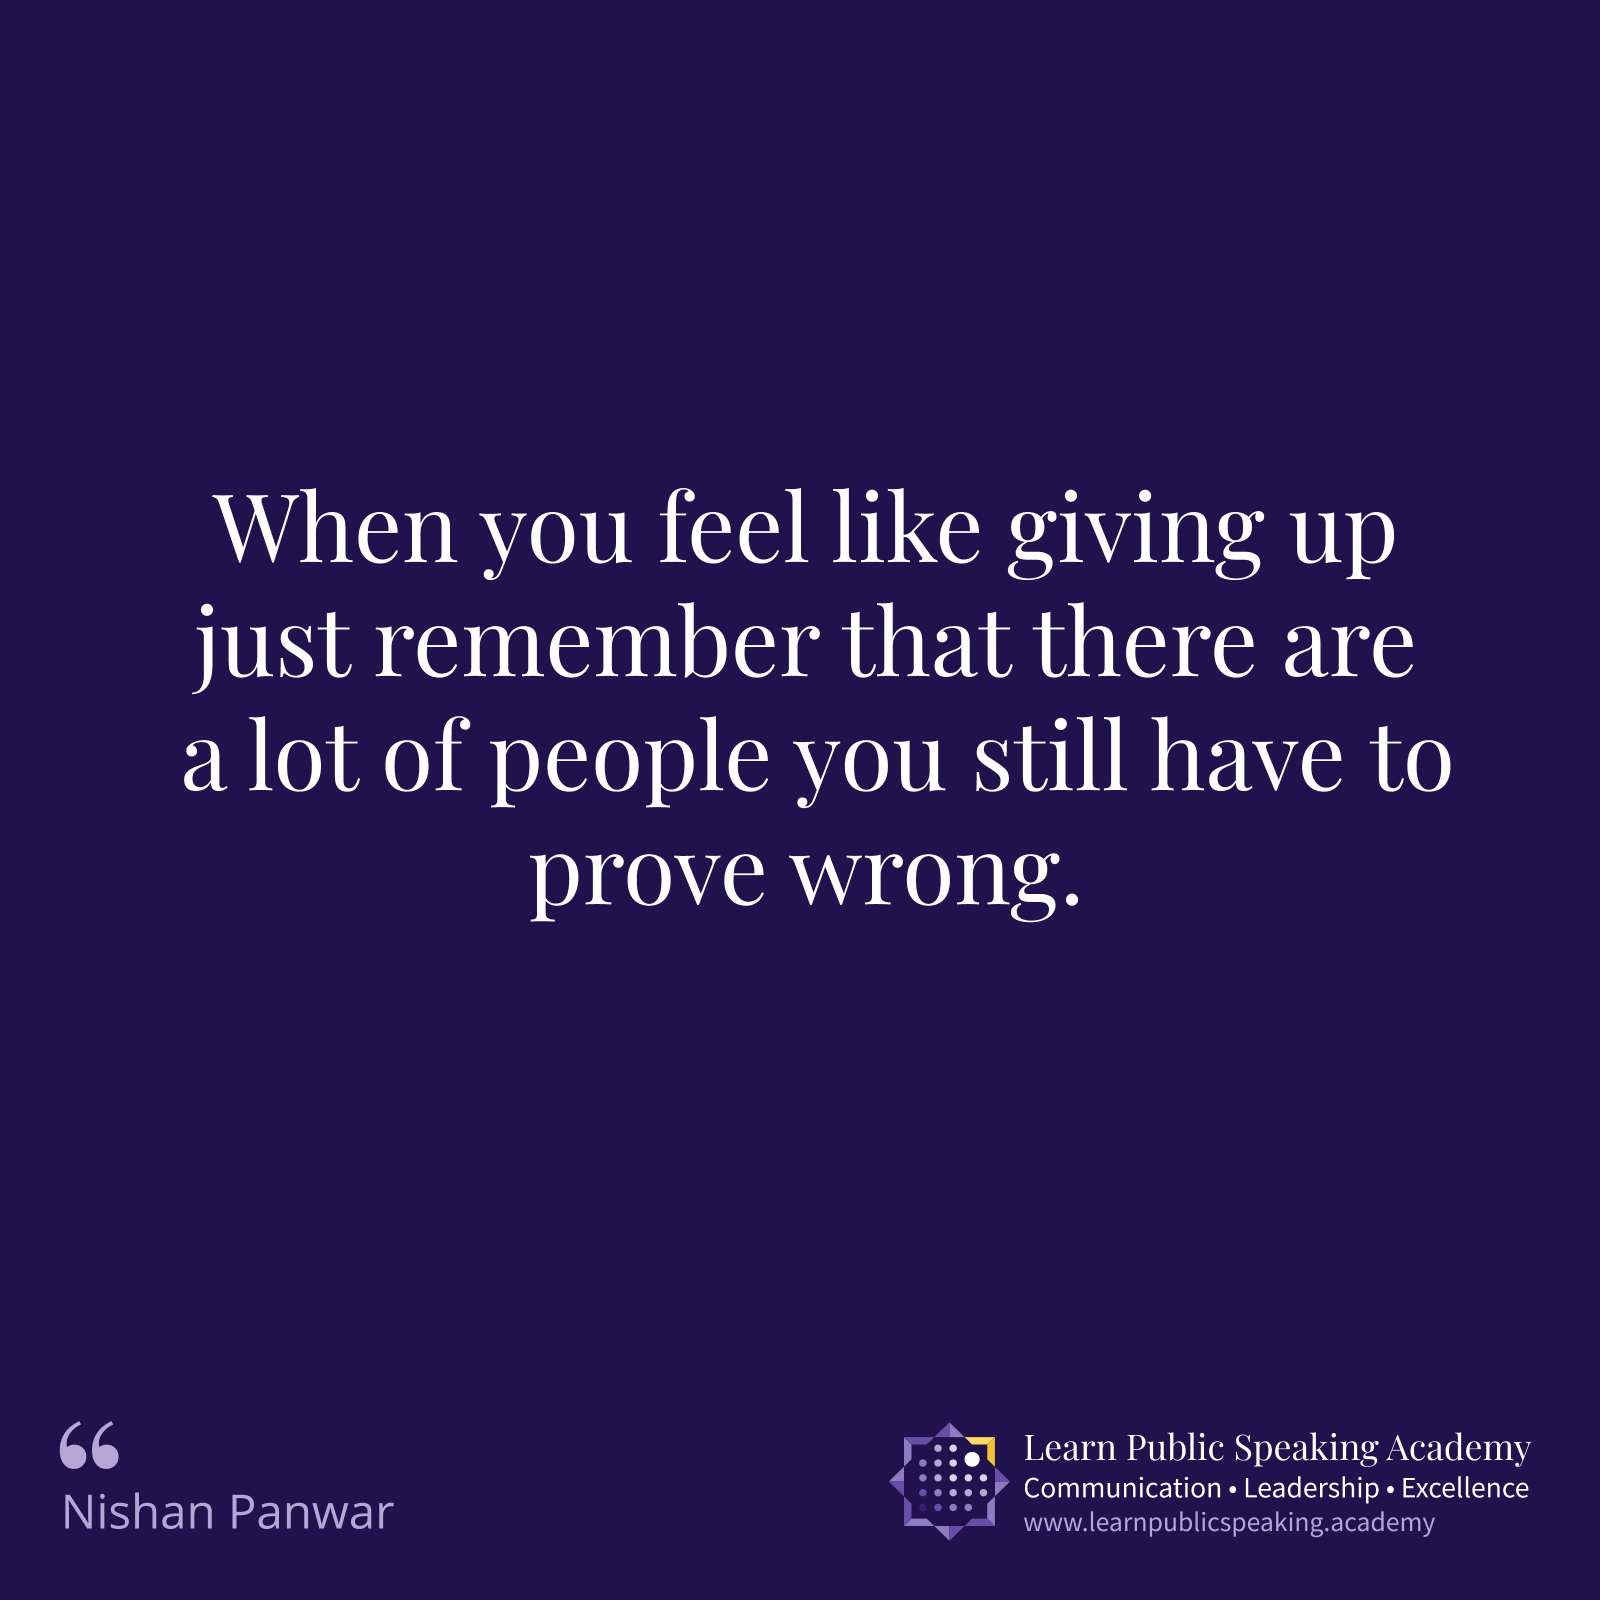 When you feel like giving up
just remember that there are
a lot of people you still have to
prove wrong.
“
Nishan Panwar
Learn Public Speaking Academy
Communication • Leadership • Excellence
www.learnpublicspeaking.academy